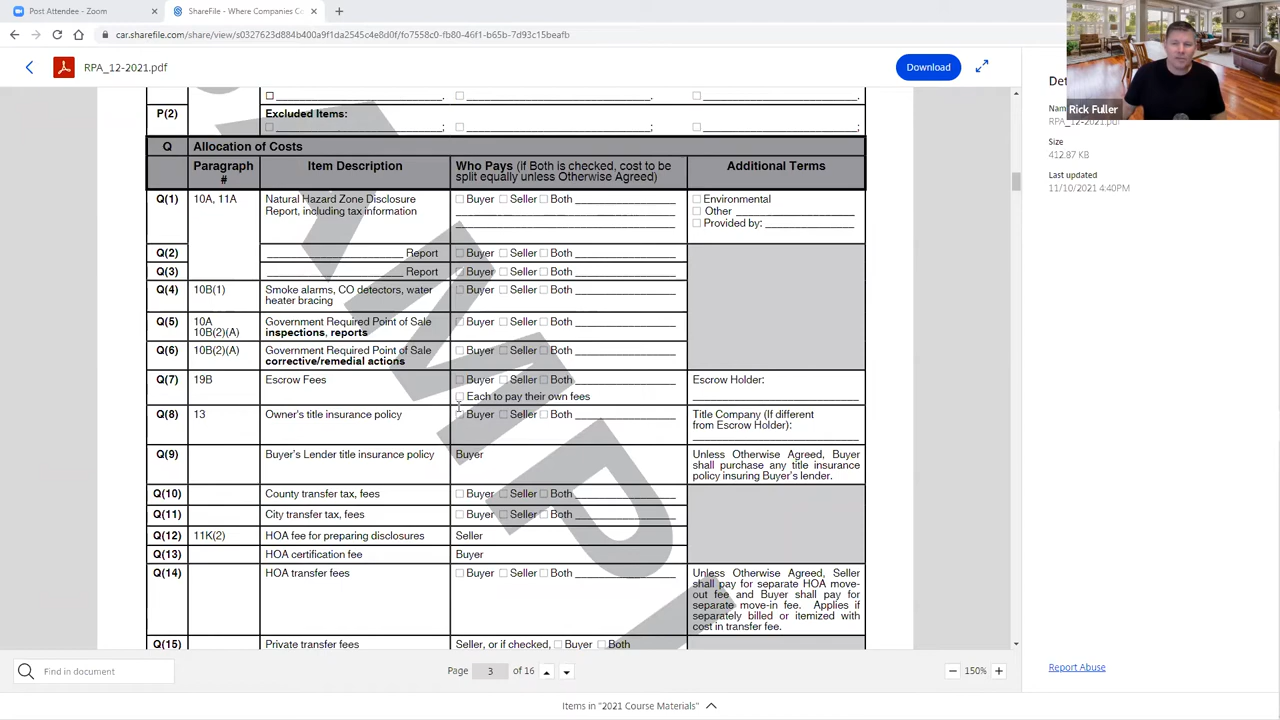 Post Attendee - Zoom
ShareFile - Where Companies Co
car.sharefile.com/share/view/s0327623d884b400a9f1da2545c4e8d0f/fo7558c0-fb80-46f1-b65b-7d93c15beafb
RPA_12-2021.pdf
Download
Rick Fuller
P(2) Excluded Items:
Q Allocation of Costs
Paragraph # Item Description Who Pays (if Both is checked, cost to be split equally unless Otherwise Agreed) Additional Terms
Q(1) 10A, 11A Natural Hazard Zone Disclosure Buyer Seller Both Environmental
Report, including tax information Other
Provided by:
Q(2) Report Buyer Seller Both
Q(3) Report Buyer Seller Both
Q(4) 10B(1) Smoke alarms, CO detectors, water Buyer Seller Both
heater bracing
Q(5) 10A Government Required Point of Sale Buyer Seller Both
10B(2)(A) inspections, reports
Q(6) 10B(2)(A) Government Required Point of Sale Buyer Seller Both
corrective/remedial actions
Q(7) 19B Escrow Fees Buyer Seller Both Escrow Holder:
Each to pay their own fees
Q(8) 13 Owner's title insurance policy Buyer Seller Both Title Company (If different
from Escrow Holder):
Q(9) Buyer's Lender title insurance policy Buyer Unless Otherwise Agreed, Buyer
shall purchase any title insurance
policy insuring Buyer's lender.
Q(10) County transfer tax, fees Buyer Seller Both
Q(11) City transfer tax, fees Buyer Seller Both
Q(12) 11K(2) HOA fee for preparing disclosures Seller
Q(13) HOA certification fee Buyer
Q(14) HOA transfer fees Buyer Seller Both Unless Otherwise Agreed, Seller
shall pay for separate HOA move-
out fee and Buyer shall pay for
separate move-in fee. Applies if
separately billed or itemized with
cost in transfer fee.
Q(15) Private transfer fees Seller, or if checked, Buyer Both
Size
412.87 KB
Last updated
11/10/2021 4:40PM
Report Abuse
Find in document
Page 3 of 16
150%
Items in "2021 Course Materials"